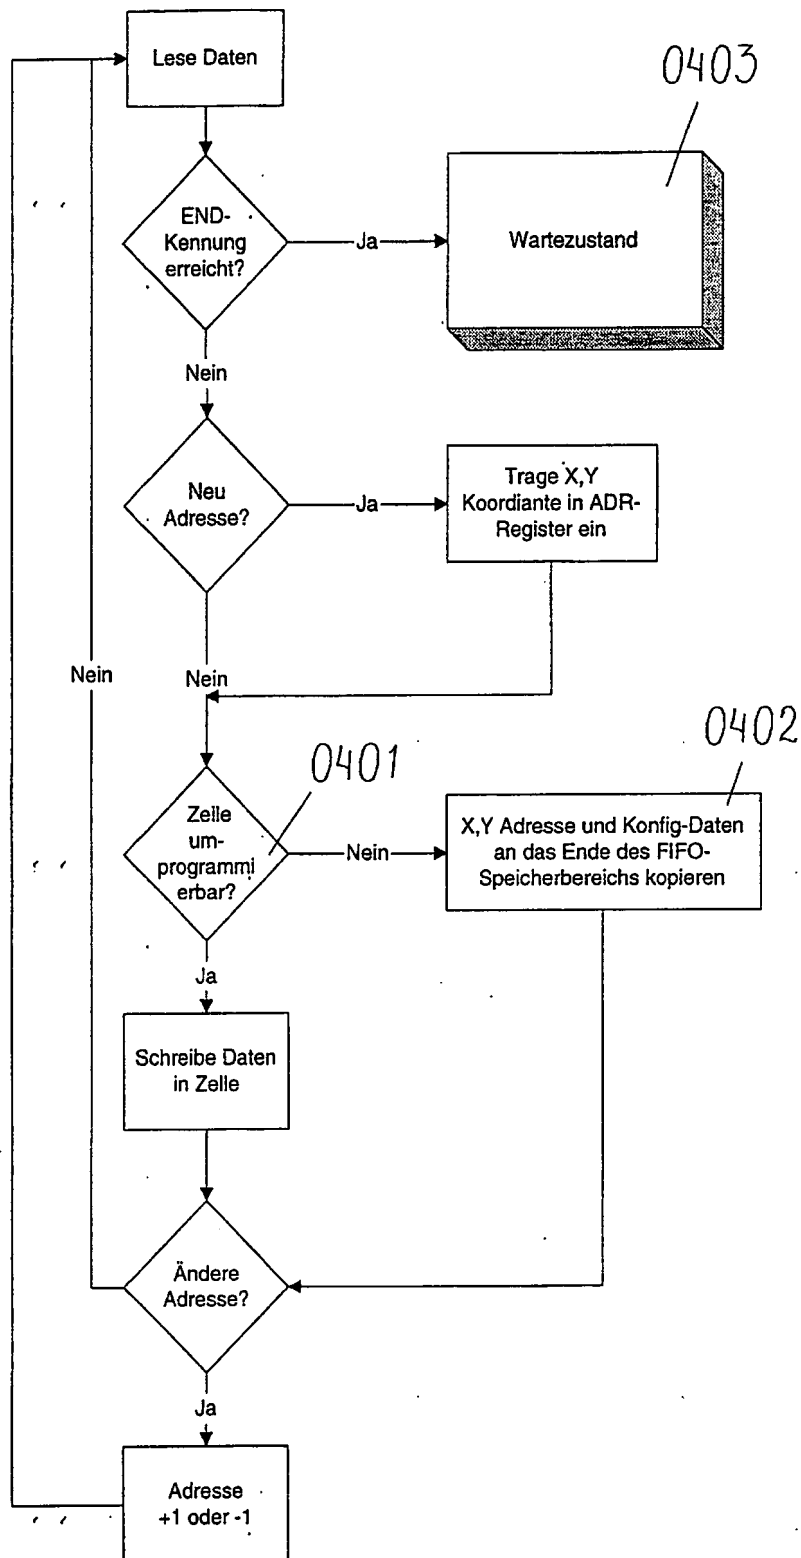 Lese Daten
0403
END-
Kennung
erreicht?
Ja
Wartezustand
Nein
Neu
Adresse?
Ja
Trage X,Y
Koordiante in ADR-
Register ein
Nein
Nein
0401
0402
Zelle
um-
programmi
erbar?
Nein
X,Y Adresse und Konfig-Daten
an das Ende des FIFO-
Speicherbereichs kopieren
Ja
Schreibe Daten
in Zelle
Ändere
Adresse?
Ja
Adresse
+1 oder -1